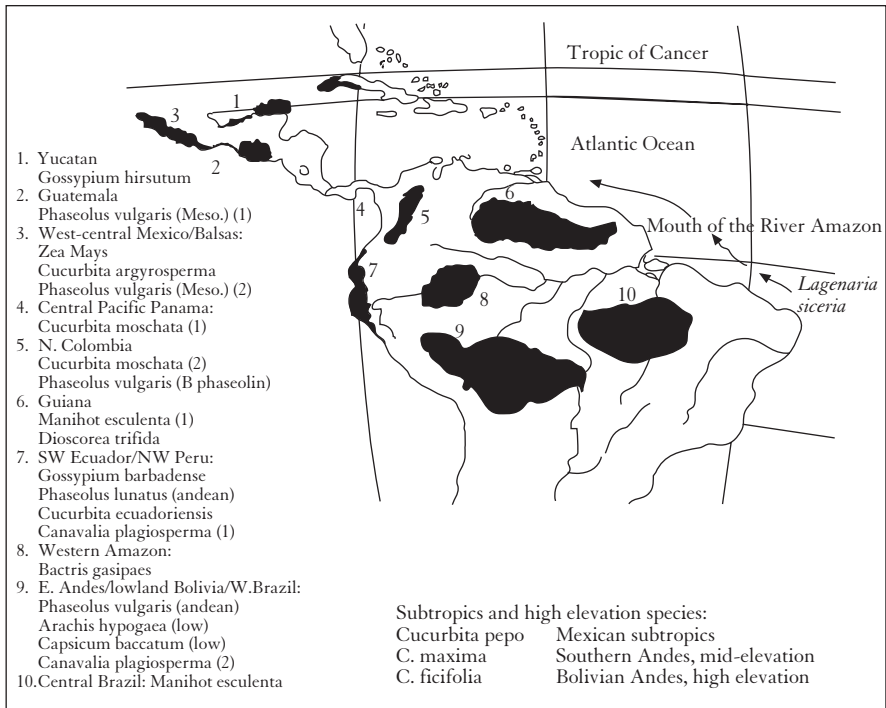 Tropic of Cancer
Atlantic Ocean
Mouth of the River Amazon
Lagenaria
siceria
1
2
3
4
5
6
7
8
9
10
1. Yucatan
Gossypium hirsutum
2. Guatemala
Phaseolus vulgaris (Meso.) (1)
3. West-central Mexico/Balsas:
Zea Mays
Cucurbita argyrosperma
Phaseolus vulgaris (Meso.) (2)
4. Central Pacific Panama:
Cucurbita moschata (1)
5. N. Colombia
Cucurbita moschata (2)
Phaseolus vulgaris (B phaseolin)
6. Guiana
Manihot esculenta (1)
Dioscorea trifida
7. SW Ecuador/NW Peru:
Gossypium barbadense
Phaseolus lunatus (andean)
Cucurbita ecuadoriensis
Canavalia plagiosperma (1)
8. Western Amazon:
Bactris gasipaes
9. E. Andes/lowland Bolivia/W.Brazil:
Phaseolus vulgaris (andean)
Arachis hypogaea (low)
Capsicum baccatum (low)
Canavalia plagiosperma (2)
10.Central Brazil: Manihot esculenta
Subtropics and high elevation species:
Cucurbita pepo Mexican subtropics
C. maxima Southern Andes, mid-elevation
C. ficifolia Bolivian Andes, high elevation